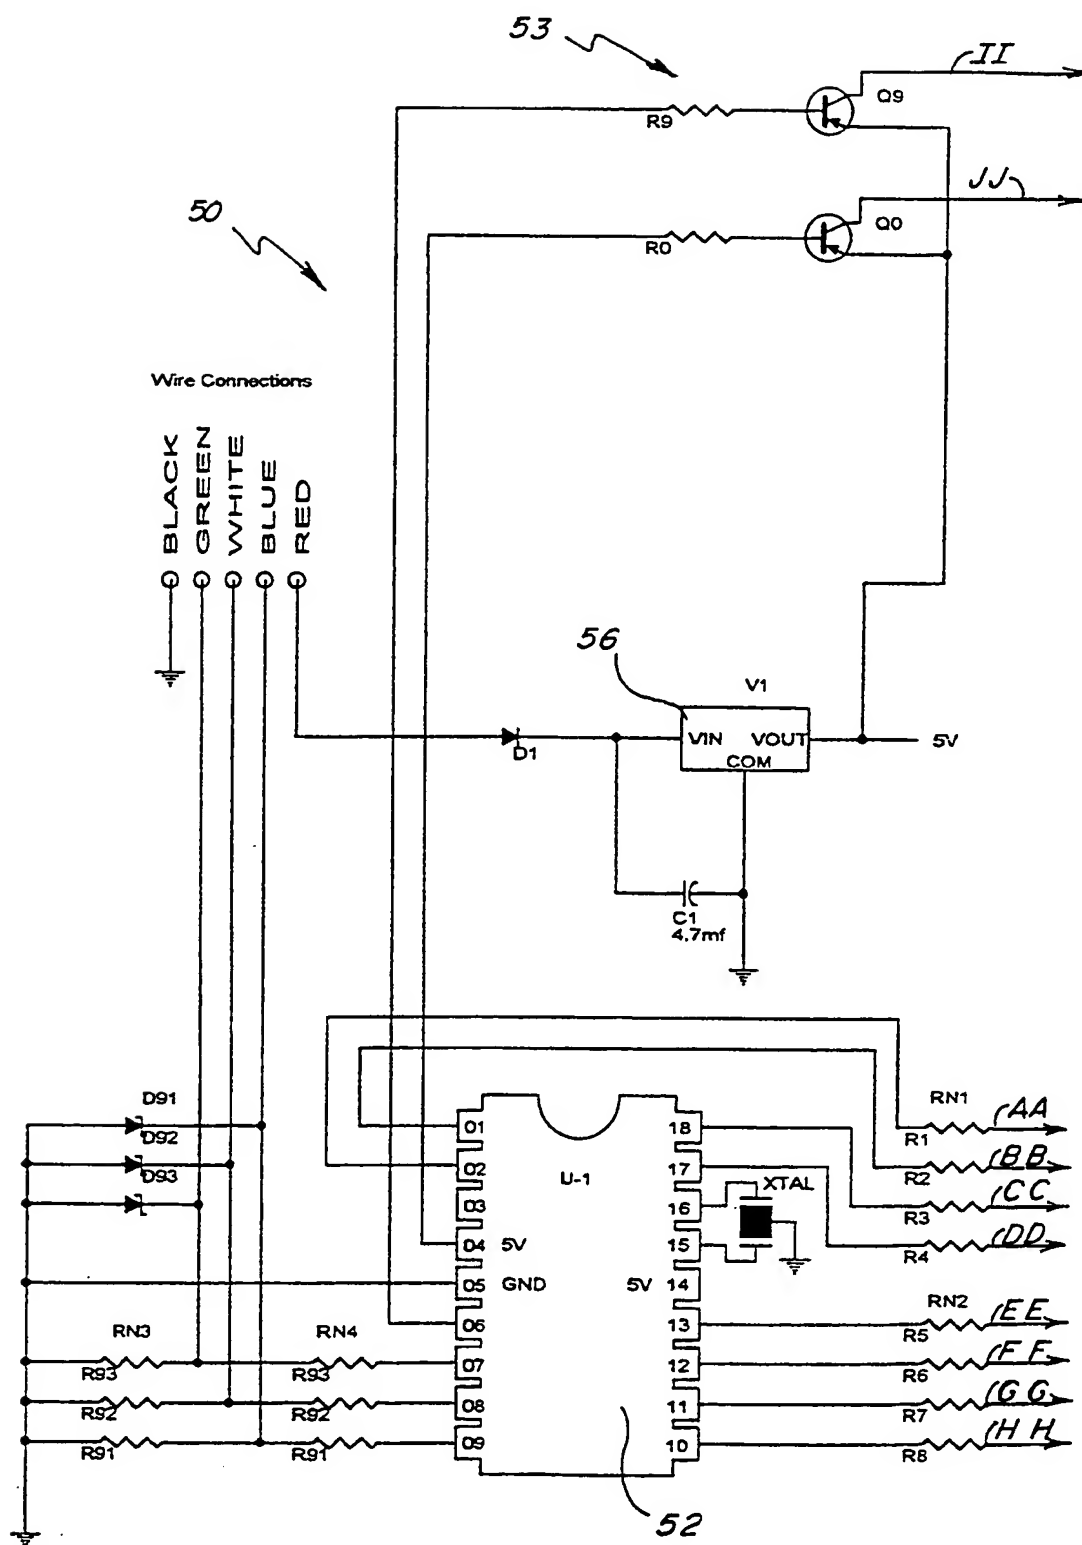 53
II
Q9
R9
JJ
50
Q0
R0
Wire Connections
BLACK
GREEN
WHITE
BLUE
RED
56
V1
VIN
VOUT
5V
D1
COM
C1
4.7mf
D91
RN1
AA
01
18
R1
D92
BB
02
U-1
17
R2
D93
XTAL
CC
03
16
R3
DD
04
5V
15
R4
05
GND
5V
14
RN2
EE
06
13
R5
RN3
RN4
FF
R93
R93
07
12
R6
GG
R92
R92
08
11
R7
HH
R91
R91
09
10
R8
52